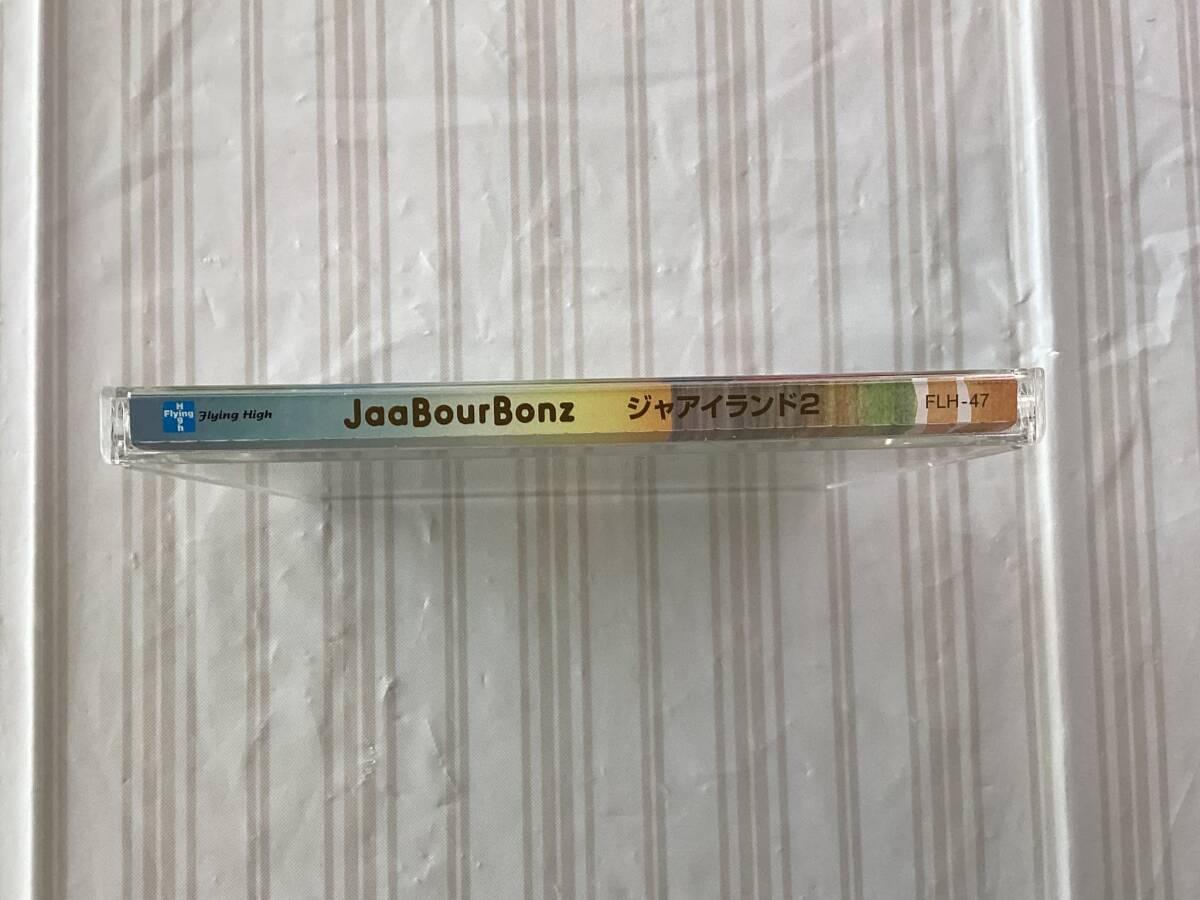 High
Flying
Flying High JaaBourBonz ジャアイランド2 FLH-47